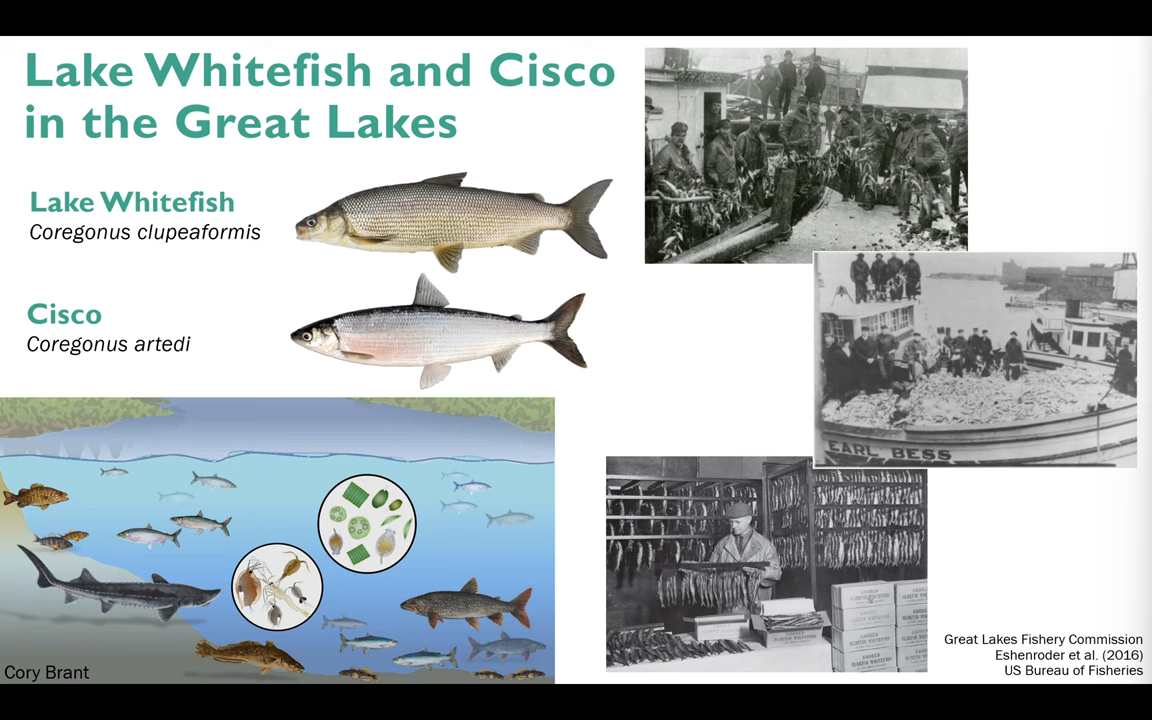 Lake Whitefish and Cisco
in the Great Lakes
Lake Whitefish
Coregonus clupeaformis
Cisco
Coregonus artedi
EARL BESS
Cory Brant
Great Lakes Fishery Commission
Eshenroder et al. (2016)
US Bureau of Fisheries